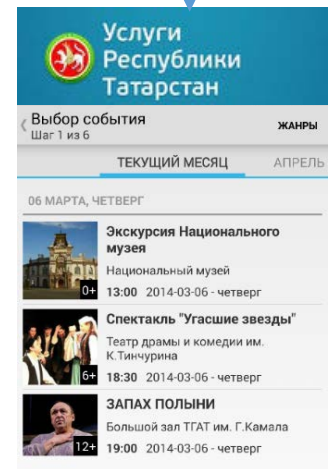 Услуги
Республики
Татарстан
Выбор события
Шаг 1 из 6
ЖАНРЫ
ТЕКУЩИЙ МЕСЯЦ
АПРЕЛЬ
06 МАРТА, ЧЕТВЕРГ
Экскурсия Национального
музея
Национальный музей
0+
13:00 2014-03-06 - четверг
Спектакль "Угасшие звезды"
Театр драмы и комедии им.
К.Тинчурина
6+
18:30 2014-03-06 - четверг
ЗАПАХ ПОЛЫНИ
Большой зал ТГАТ им. Г.Камала
12+
19:00 2014-03-06 - четверг